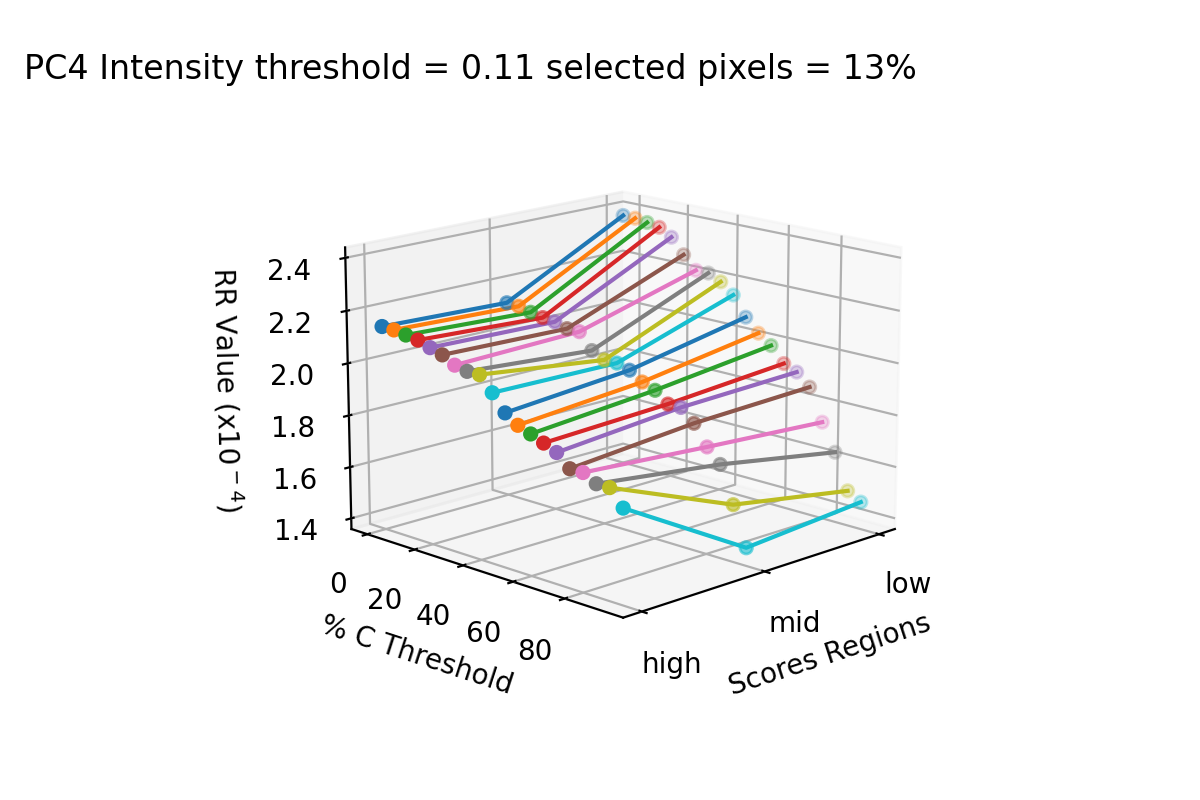 PC4 Intensity threshold = 0.11 selected pixels = 13%
RR Value (x10⁻⁴)
2.4
2.2
2.0
1.8
1.6
1.4
0
20
40
60
80
% C Threshold
low
mid
high
Scores Regions